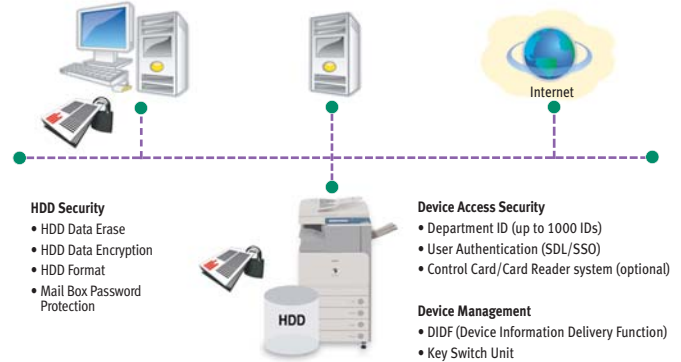 Internet
HDD Security
• HDD Data Erase
• HDD Data Encryption
• HDD Format
• Mail Box Password
Protection
HDD
Device Access Security
• Department ID (up to 1000 IDs)
• User Authentication (SDL/SSO)
• Control Card/Card Reader system (optional)
Device Management
• DIDF (Device Information Delivery Function)
• Key Switch Unit